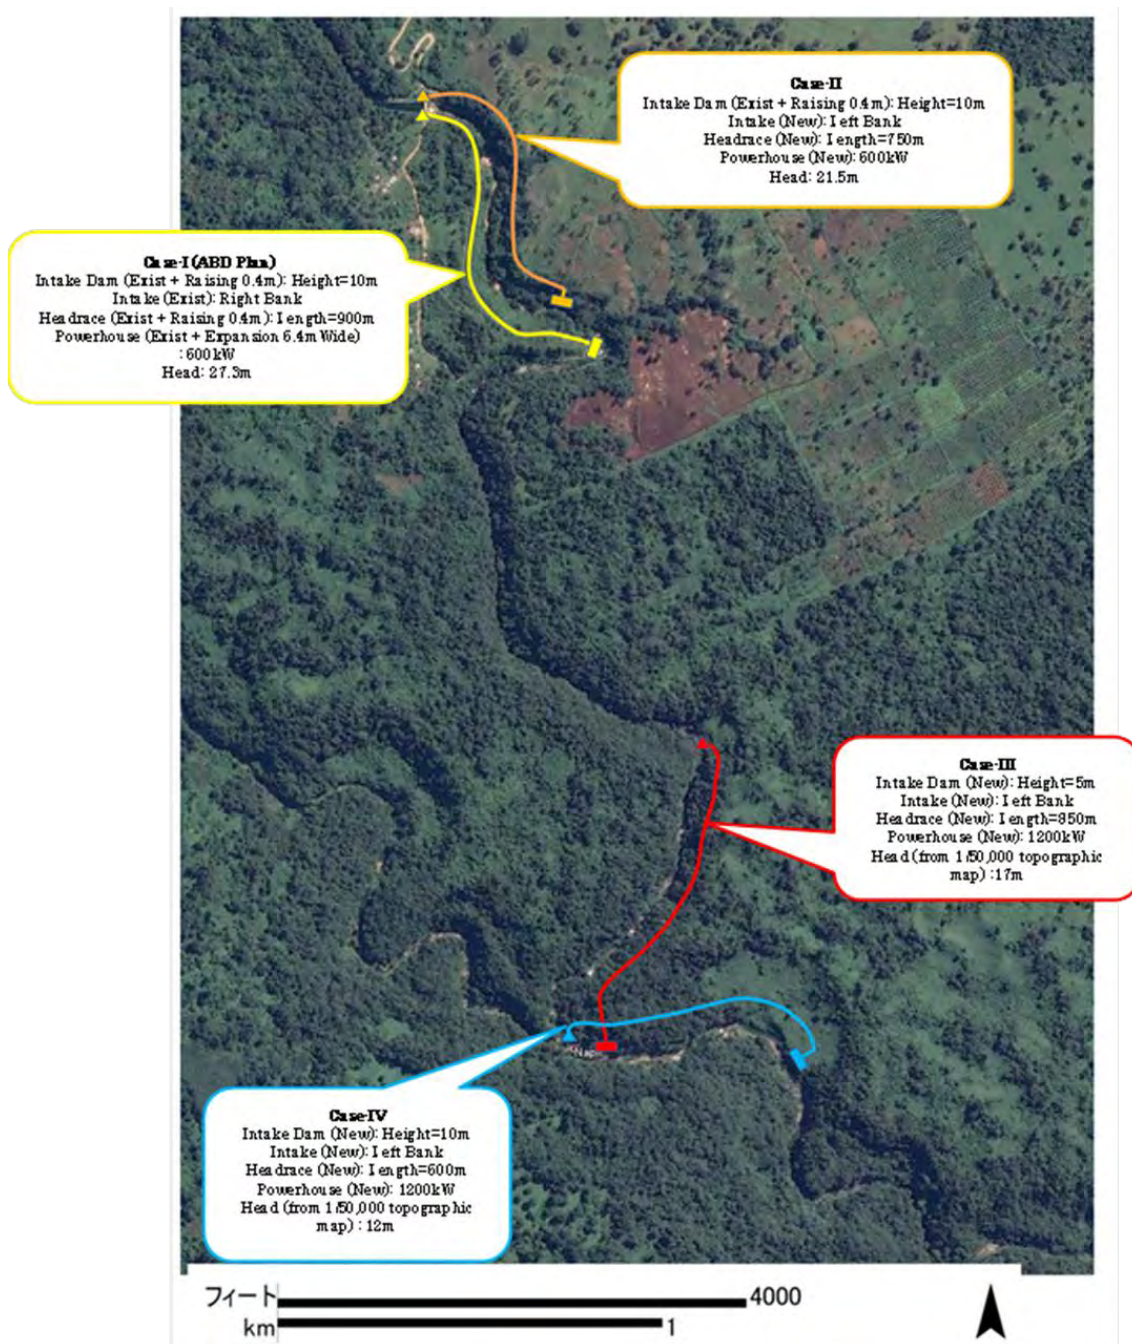 Case-II
Intake Dam (Exist + Raising 0.4m): Height=10m
Intake (New): Left Bank
Headrace (New): Length=750m
Powerhouse (New): 600kW
Head: 21.5m
Case-I (ABD Plan)
Intake Dam (Exist + Raising 0.4m): Height=10m
Intake (Exist): Right Bank
Headrace (Exist + Raising 0.4m): Length=900m
Powerhouse (Exist + Expansion 6.4m Wide)
: 600kW
Head: 27.3m
Case-III
Intake Dam (New): Height=5m
Intake (New): Left Bank
Headrace (New): Length=850m
Powerhouse (New): 1200kW
Head (from 1/50,000 topographic
map) :17m
Case-IV
Intake Dam (New): Height=10m
Intake (New): Left Bank
Headrace (New): Length=600m
Powerhouse (New): 1200kW
Head (from 1/50,000 topographic
map) : 12m
フィート 4000
km 1